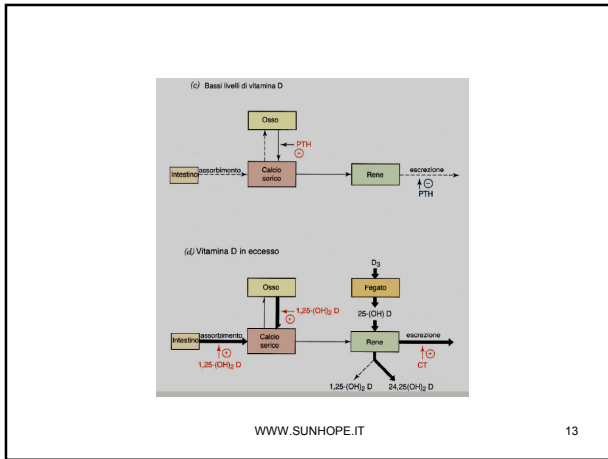 (c) Bassi livelli di vitamina D
Osso
PTH
+
Intestino
assorbimento
Calcio
serico
Rene
escrezione
−
PTH
(d) Vitamina D in eccesso
D3
Osso
Fegato
1,25-(OH)2 D
+
25-(OH) D
Intestino
assorbimento
Calcio
serico
Rene
escrezione
+
1,25-(OH)2 D
+
CT
1,25-(OH)2 D
24,25(OH)2 D
WWW.SUNHOPE.IT
13